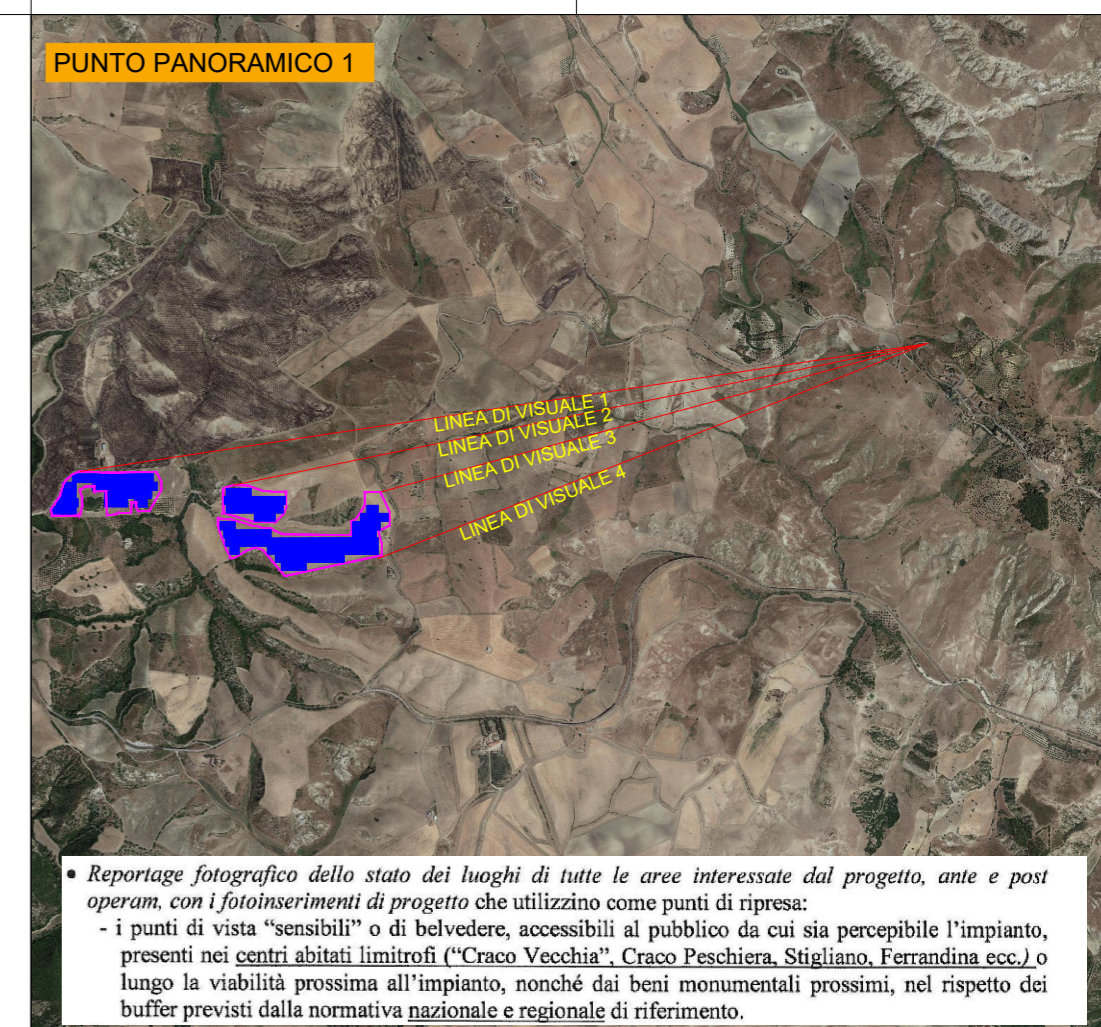 PUNTO PANORAMICO 1
LINEA DI VISUALE 1
LINEA DI VISUALE 2
LINEA DI VISUALE 3
LINEA DI VISUALE 4
• Reportage fotografico dello stato dei luoghi di tutte le aree interessate dal progetto, ante e post
operam, con i fotoinserimenti di progetto che utilizzino come punti di ripresa:
- i punti di vista “sensibili” o di belvedere, accessibili al pubblico da cui sia percepibile l’impianto,
presenti nei centri abitati limitrofi (“Craco Vecchia”, Craco Peschiera, Stigliano, Ferrandina ecc.) o
lungo la viabilità prossima all’impianto, nonché dai beni monumentali prossimi, nel rispetto dei
buffer previsti dalla normativa nazionale e regionale di riferimento.